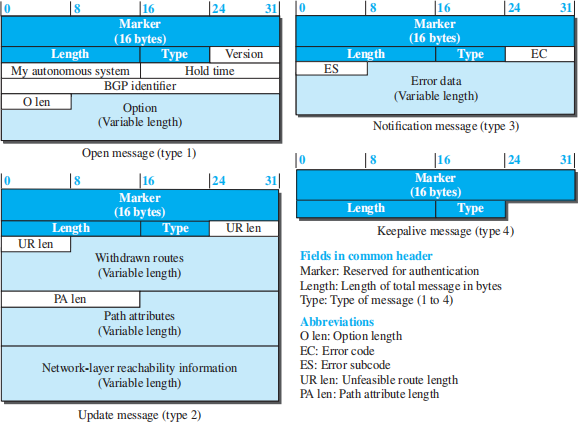 0 8 16 24 31
Marker
(16 bytes)
Length Type Version
My autonomous system Hold time
BGP identifier
O len
Option
(Variable length)
Open message (type 1)
0 8 16 24 31
Marker
(16 bytes)
Length Type EC
ES
Error data
(Variable length)
Notification message (type 3)
0 8 16 24 31
Marker
(16 bytes)
Length Type UR len
UR len
Withdrawn routes
(Variable length)
PA len
Path attributes
(Variable length)
Network-layer reachability information
(Variable length)
Update message (type 2)
0 8 16 24 31
Marker
(16 bytes)
Length Type
Keepalive message (type 4)
Fields in common header
Marker: Reserved for authentication
Length: Length of total message in bytes
Type: Type of message (1 to 4)
Abbreviations
O len: Option length
EC: Error code
ES: Error subcode
UR len: Unfeasible route length
PA len: Path attribute length